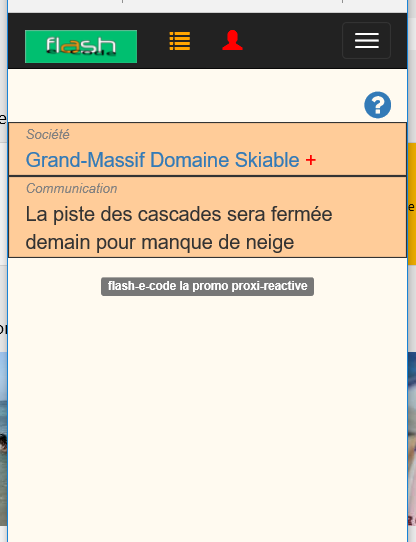 flash
e-code
?
Société
Grand-Massif Domaine Skiable +
Communication
La piste des cascades sera fermée
demain pour manque de neige
flash-e-code la promo proxi-reactive